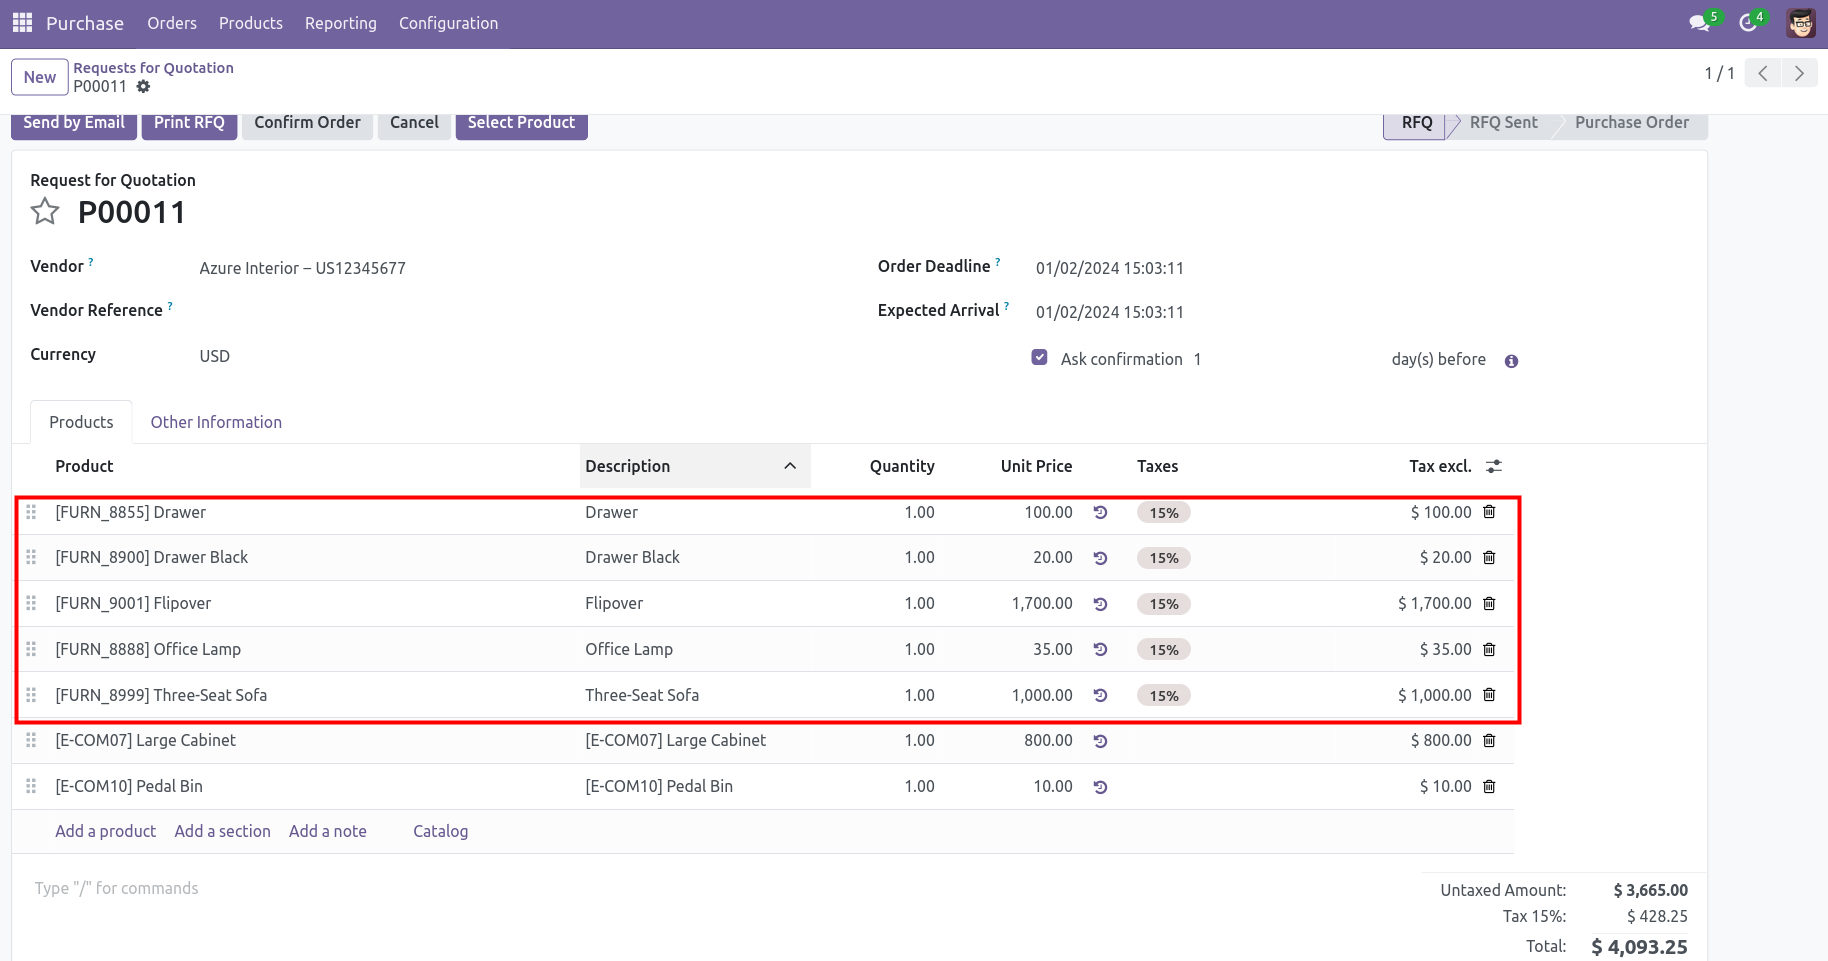 Purchase Orders Products Reporting Configuration 5 4
New Requests for Quotation
P00011 1 / 1
Send by Email Print RFQ Confirm Order Cancel Select Product RFQ RFQ Sent Purchase Order
Request for Quotation
P00011
Vendor ? Azure Interior – US12345677 Order Deadline ? 01/02/2024 15:03:11
Vendor Reference ? Expected Arrival ? 01/02/2024 15:03:11
Currency USD Ask confirmation 1 day(s) before
Products Other Information
Product Description Quantity Unit Price Taxes Tax excl.
[FURN_8855] Drawer Drawer 1.00 100.00 15% $ 100.00
[FURN_8900] Drawer Black Drawer Black 1.00 20.00 15% $ 20.00
[FURN_9001] Flipover Flipover 1.00 1,700.00 15% $ 1,700.00
[FURN_8888] Office Lamp Office Lamp 1.00 35.00 15% $ 35.00
[FURN_8999] Three-Seat Sofa Three-Seat Sofa 1.00 1,000.00 15% $ 1,000.00
[E-COM07] Large Cabinet [E-COM07] Large Cabinet 1.00 800.00 $ 800.00
[E-COM10] Pedal Bin [E-COM10] Pedal Bin 1.00 10.00 $ 10.00
Add a product Add a section Add a note Catalog
Type "/" for commands
Untaxed Amount: $ 3,665.00
Tax 15%: $ 428.25
Total: $ 4,093.25